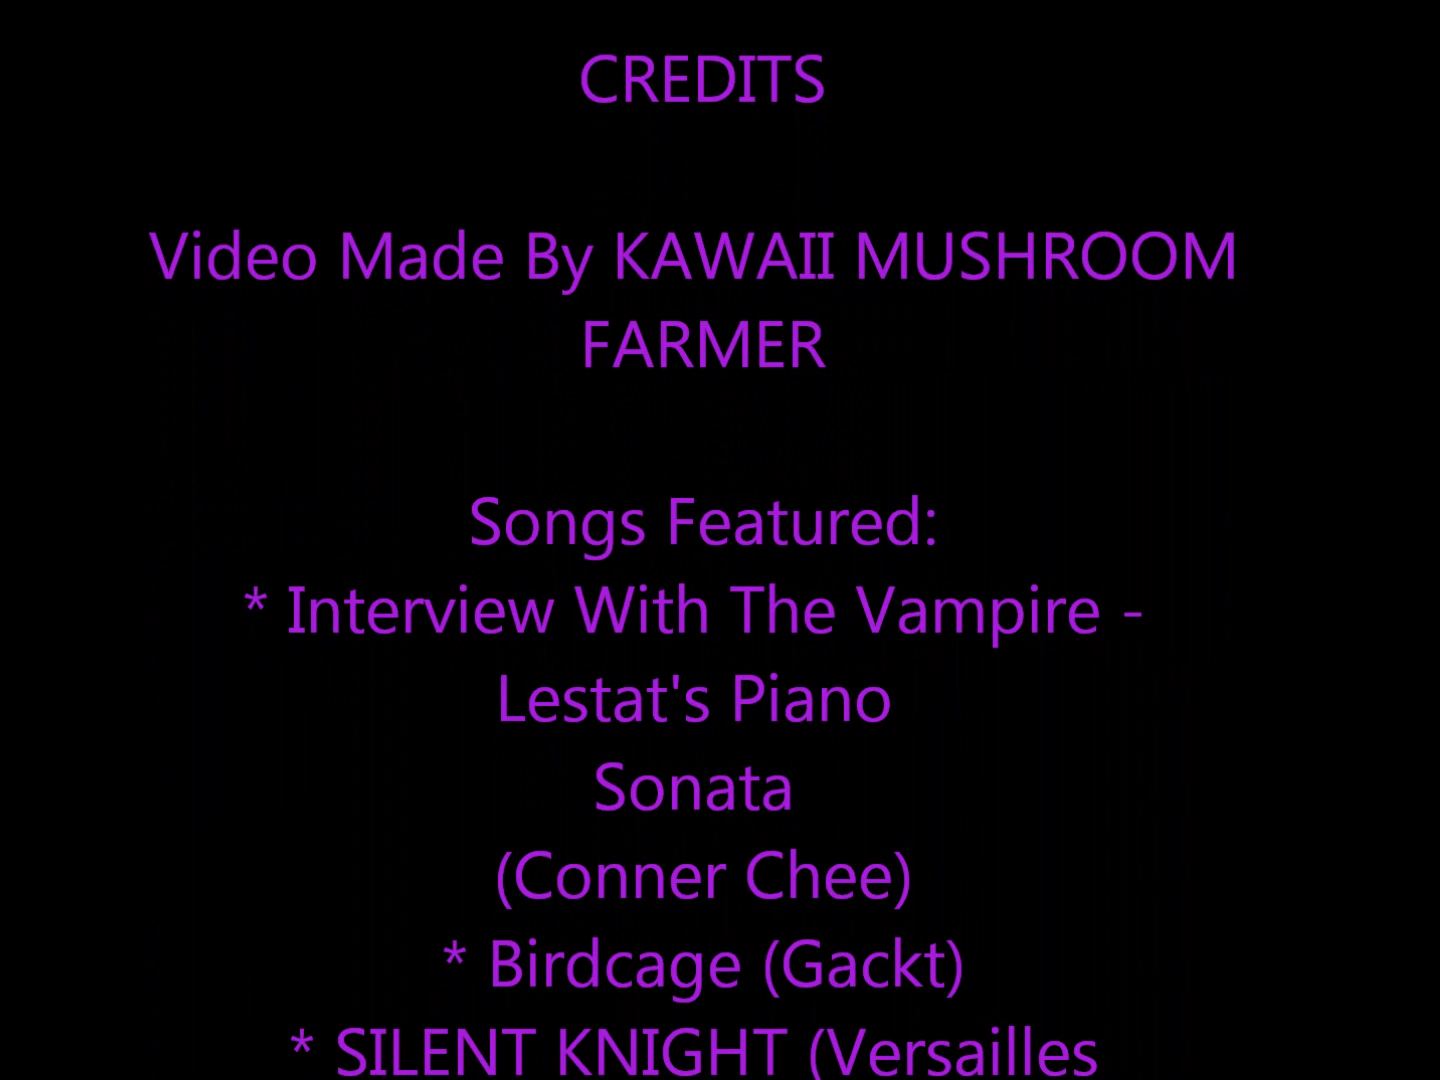 CREDITS
Video Made By KAWAII MUSHROOM
FARMER
Songs Featured:
* Interview With The Vampire -
Lestat's Piano
Sonata
(Conner Chee)
* Birdcage (Gackt)
* SILENT KNIGHT (Versailles